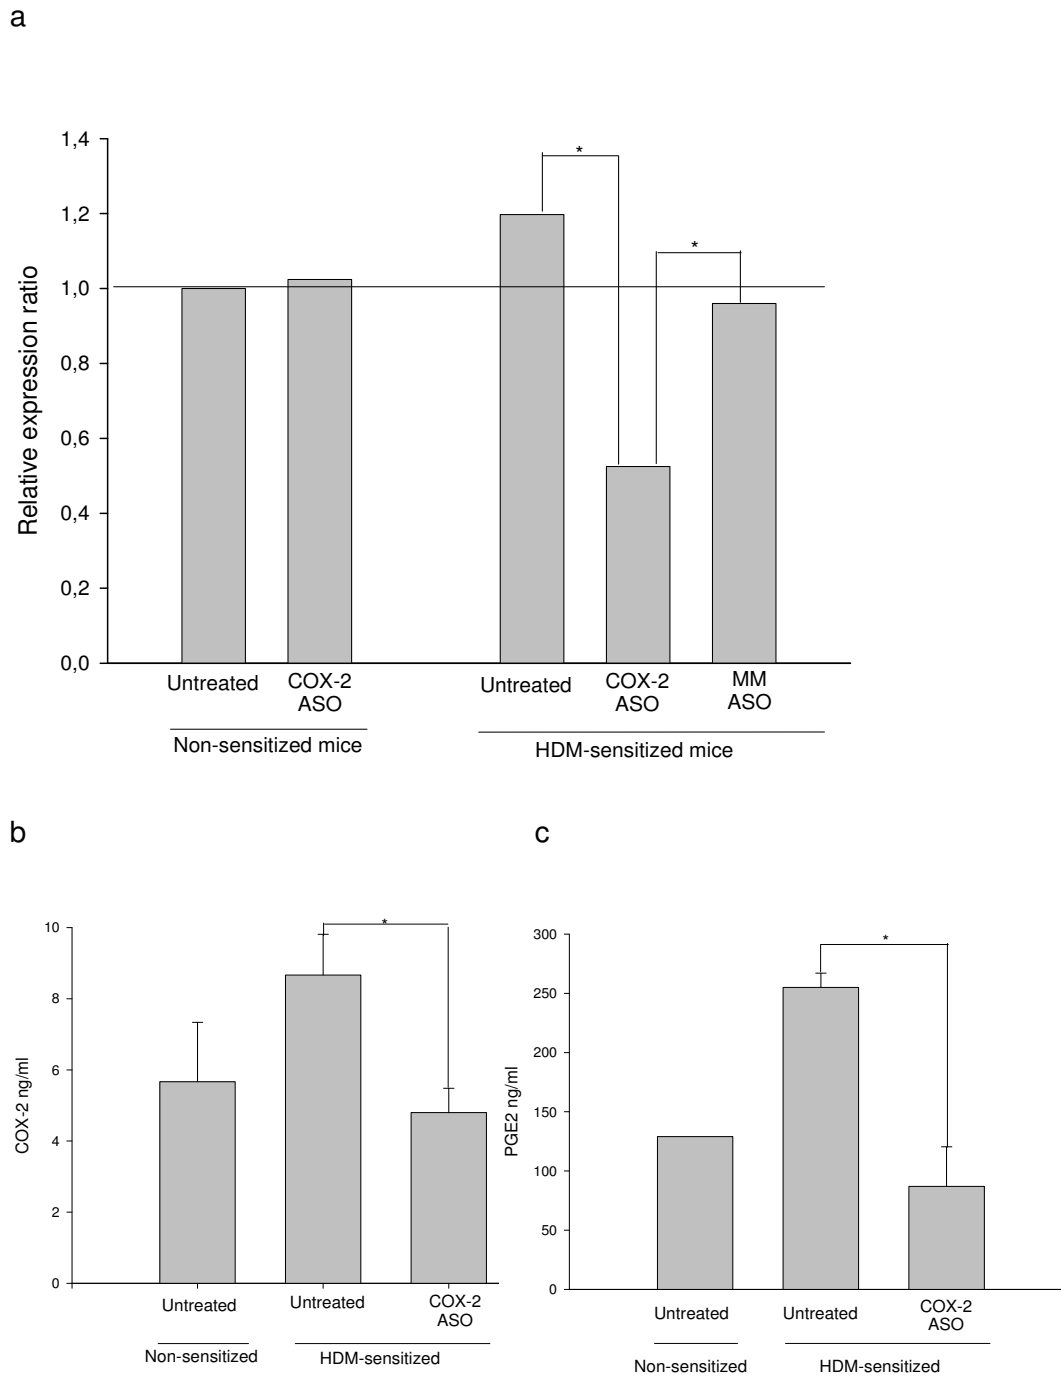 a
1,4
1,2
1,0
0,8
0,6
0,4
0,2
0,0
Relative expression ratio
*
*
Untreated
COX-2
ASO
Untreated
COX-2
ASO
MM
ASO
Non-sensitized mice
HDM-sensitized mice
b
10
8
6
4
2
0
COX-2 ng/ml
*
Untreated
Untreated
COX-2
ASO
Non-sensitized
HDM-sensitized
c
300
250
200
150
100
50
0
PGE2 ng/ml
*
Untreated
Untreated
COX-2
ASO
Non-sensitized
HDM-sensitized